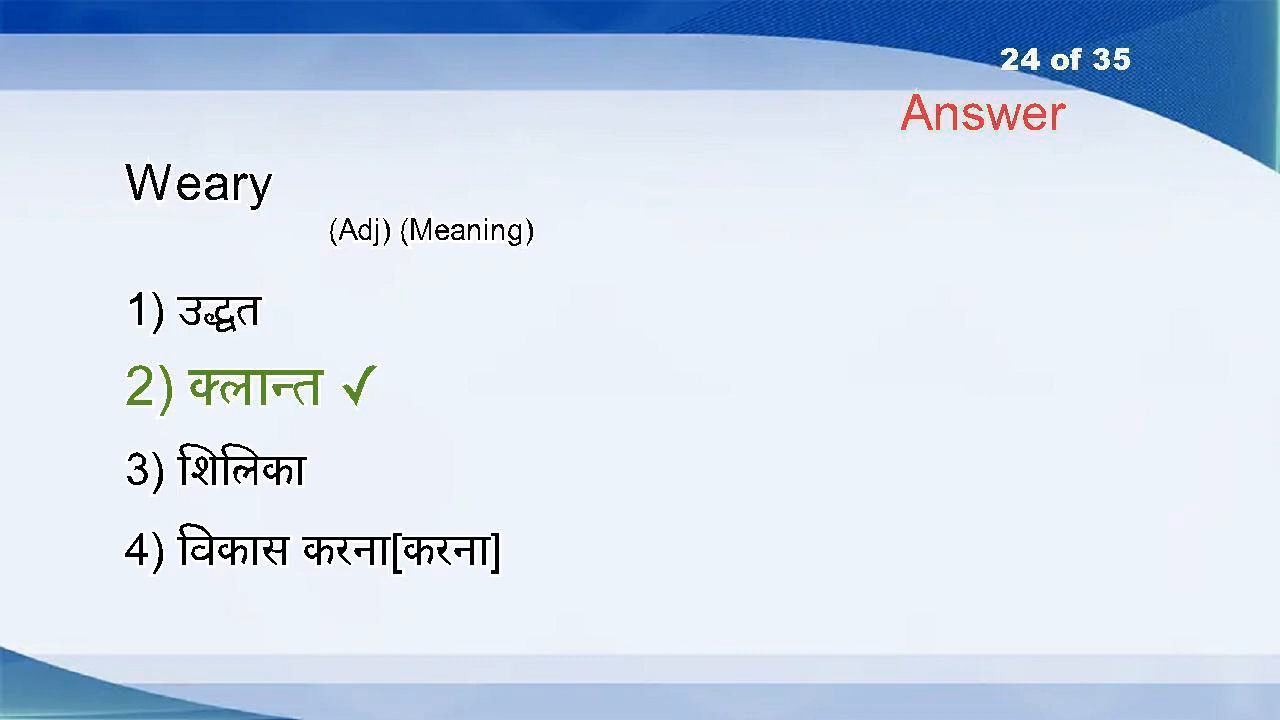 24 of 35
Answer
Weary
(Adj) (Meaning)
1) उद्धत
2) क्लान्त ✓
3) शिलिका
4) विकास करना[करना]